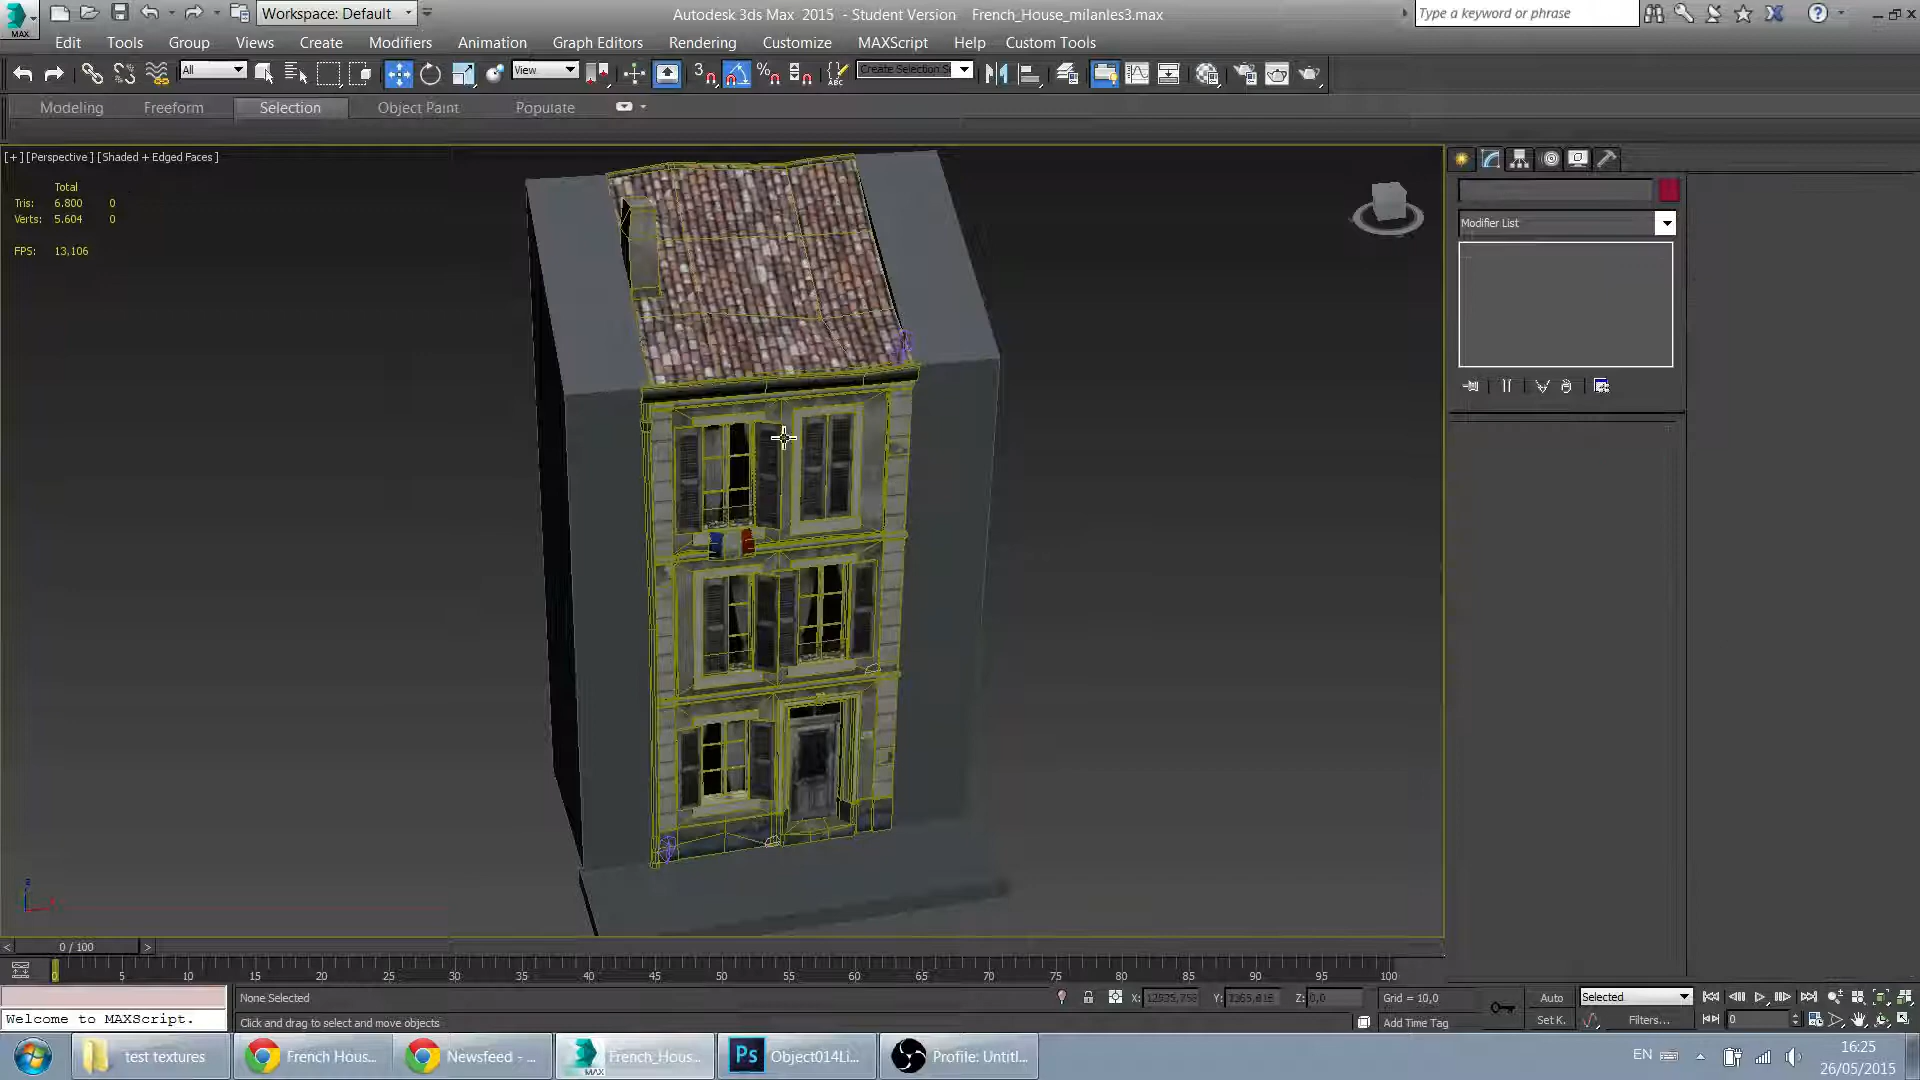 Workspace: Default
Autodesk 3ds Max 2015 - Student Version French_House_milanles3.max
Type a keyword or phrase
MAX
Edit Tools Group Views Create Modifiers Animation Graph Editors Rendering Customize MAXScript Help Custom Tools
All View 3 ABC
Modeling Freeform Selection Object Paint Populate
[+] [Perspective] [Shaded + Edged Faces]
Total
Tris: 6.800 0
Verts: 5.604 0
FPS: 13,106
Modifier List
0 / 100
0 5 10 15 20 25 30 35 40 45 50 55 60 65 70 75 80 85 90 95 100
None Selected
X: Y: Z: 0,0 Grid = 10,0
Auto Selected
Welcome to MAXScript.
Click and drag to select and move objects
Add Time Tag
Set K. Filters... 0
test textures
French Hous...
Newsfeed - ...
French_Hous...
Object014Li...
Profile: Untitl...
EN
16:25
26/05/2015